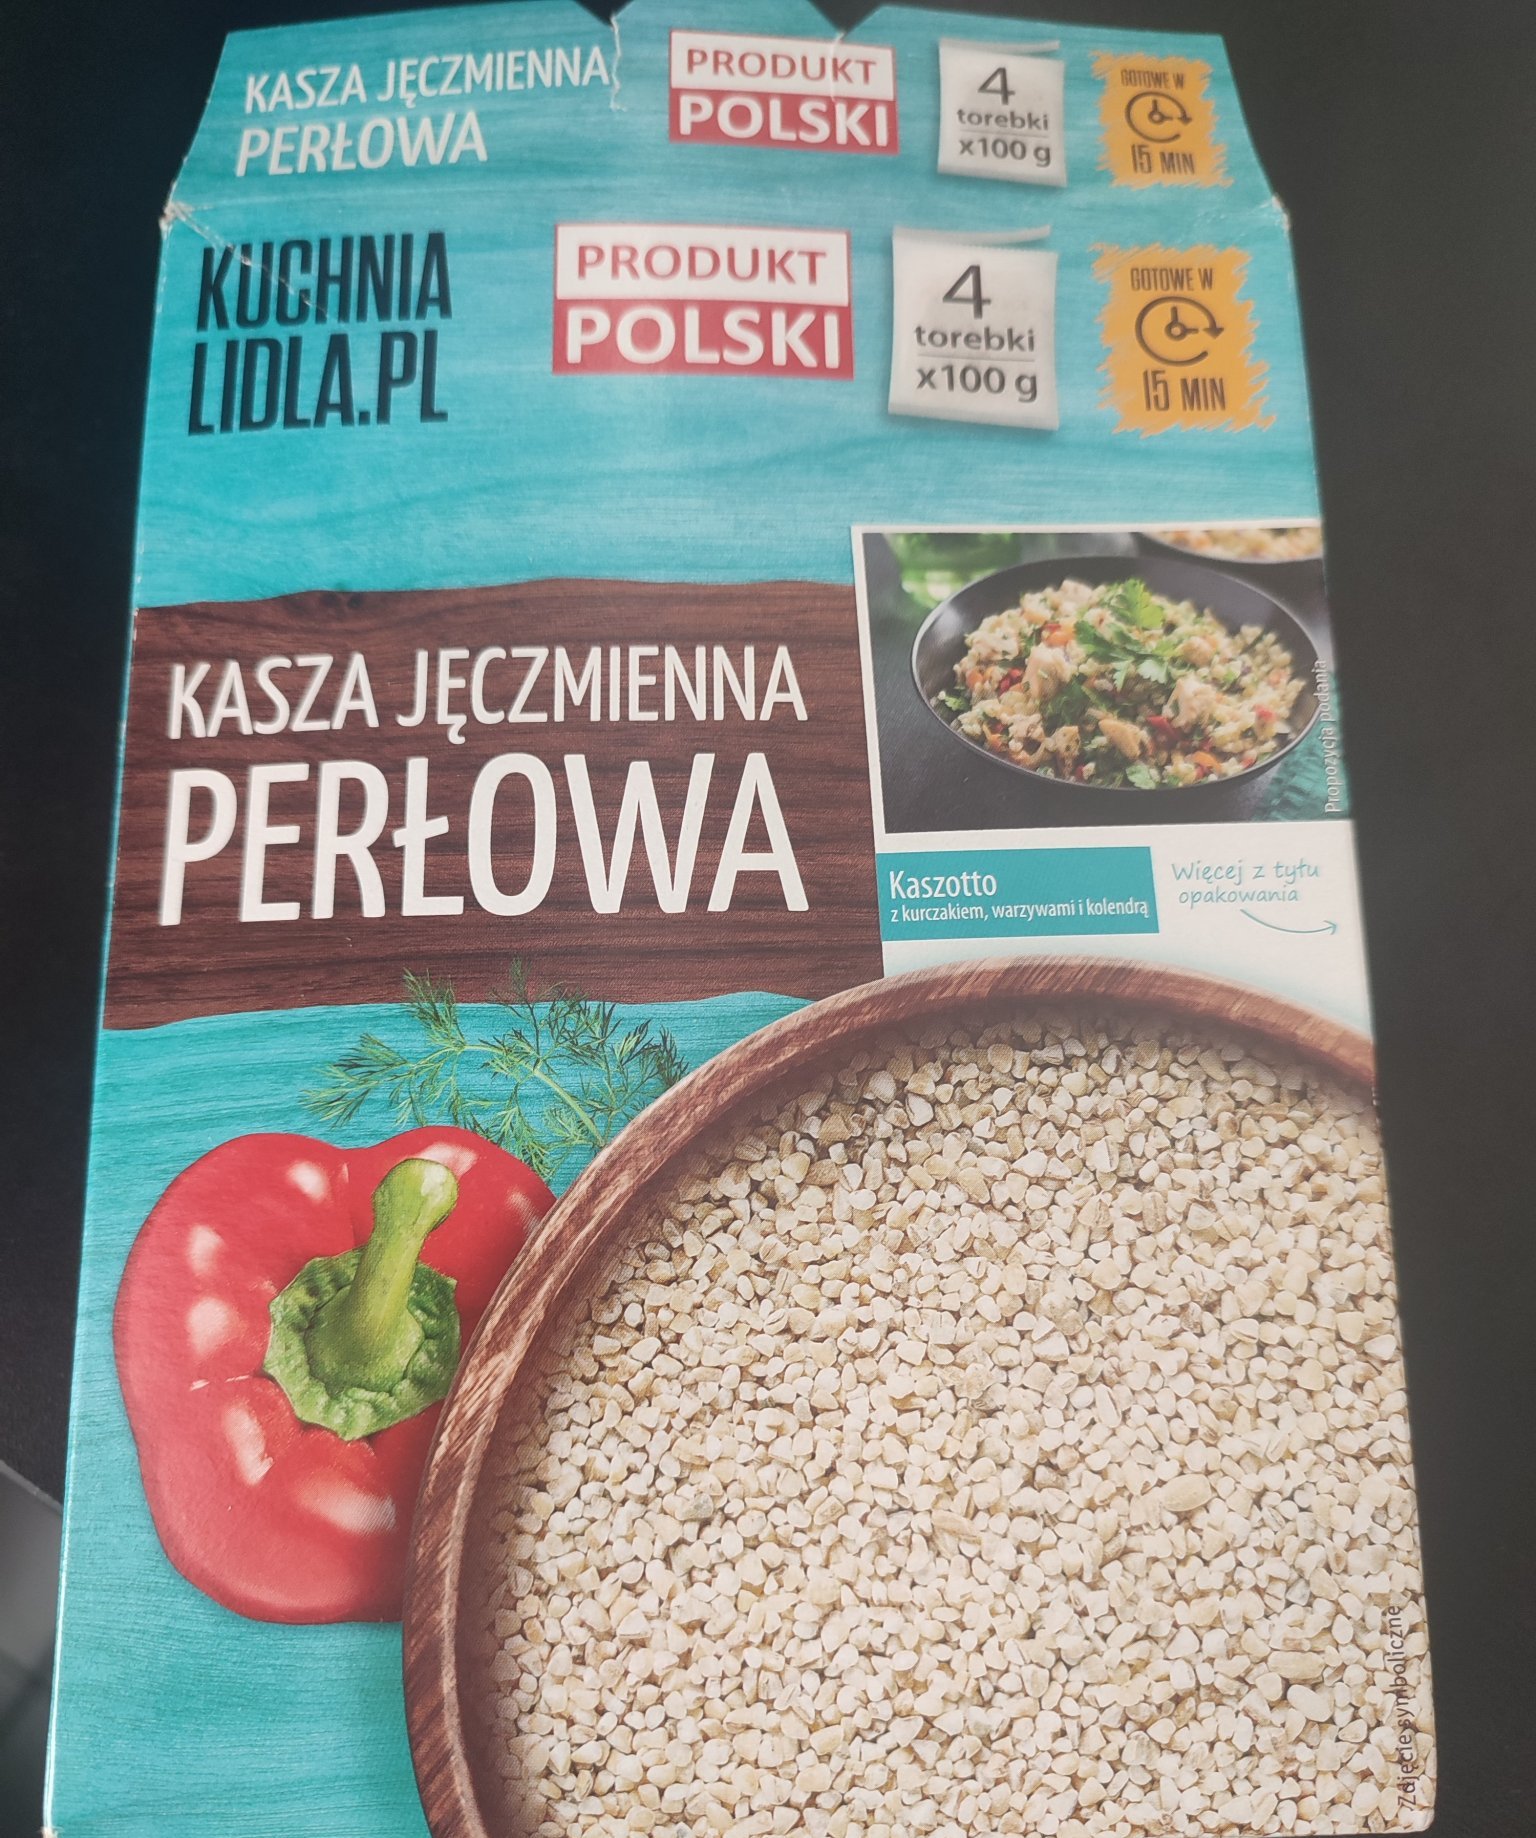 KASZA JĘCZMIENNA
PERŁOWA
PRODUKT
POLSKI
4
torebki
x100 g
GOTOWE W
15 MIN
KUCHNIA
LIDLA.PL
PRODUKT
POLSKI
4
torebki
x100 g
GOTOWE W
15 MIN
KASZA JĘCZMIENNA
PERŁOWA
Propozycja podania
Kaszotto
z kurczakiem, warzywami i kolendrą
Więcej z tyłu
opakowania
Zdjęcie symboliczne